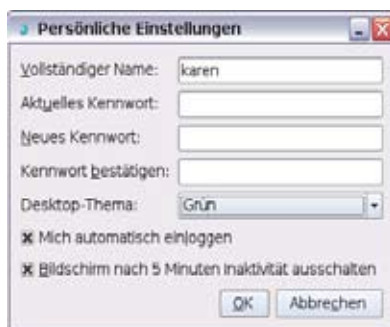 Persönliche Einstellungen
Vollständiger Name: karen
Aktuelles Kennwort:
Neues Kennwort:
Kennwort bestätigen:
Desktop-Thema: Grün
Mich automatisch einloggen
Bildschirm nach 5 Minuten Inaktivität ausschalten
OK Abbrechen